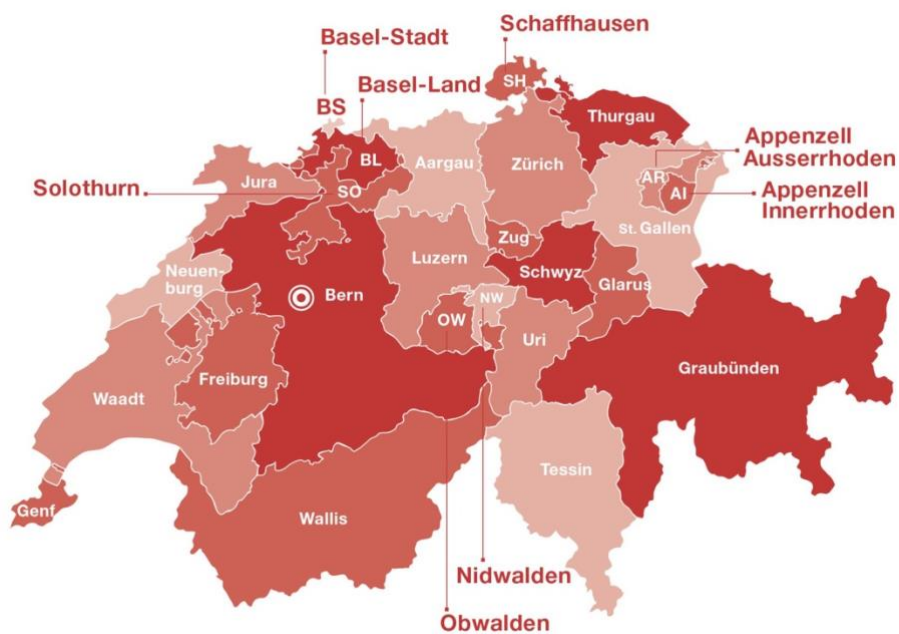 Schaffhausen
Basel-Stadt
Basel-Land
SH
BS
Thurgau
Appenzell
Ausserrhoden
BL
Aargau
Zürich
AR
Solothurn
Jura
SO
AI
Appenzell
Innerrhoden
St. Gallen
Zug
Luzern
Schwyz
Neuen-
burg
Glarus
Bern
NW
OW
Uri
Graubünden
Freiburg
Waadt
Tessin
Genf
Wallis
Nidwalden
Obwalden